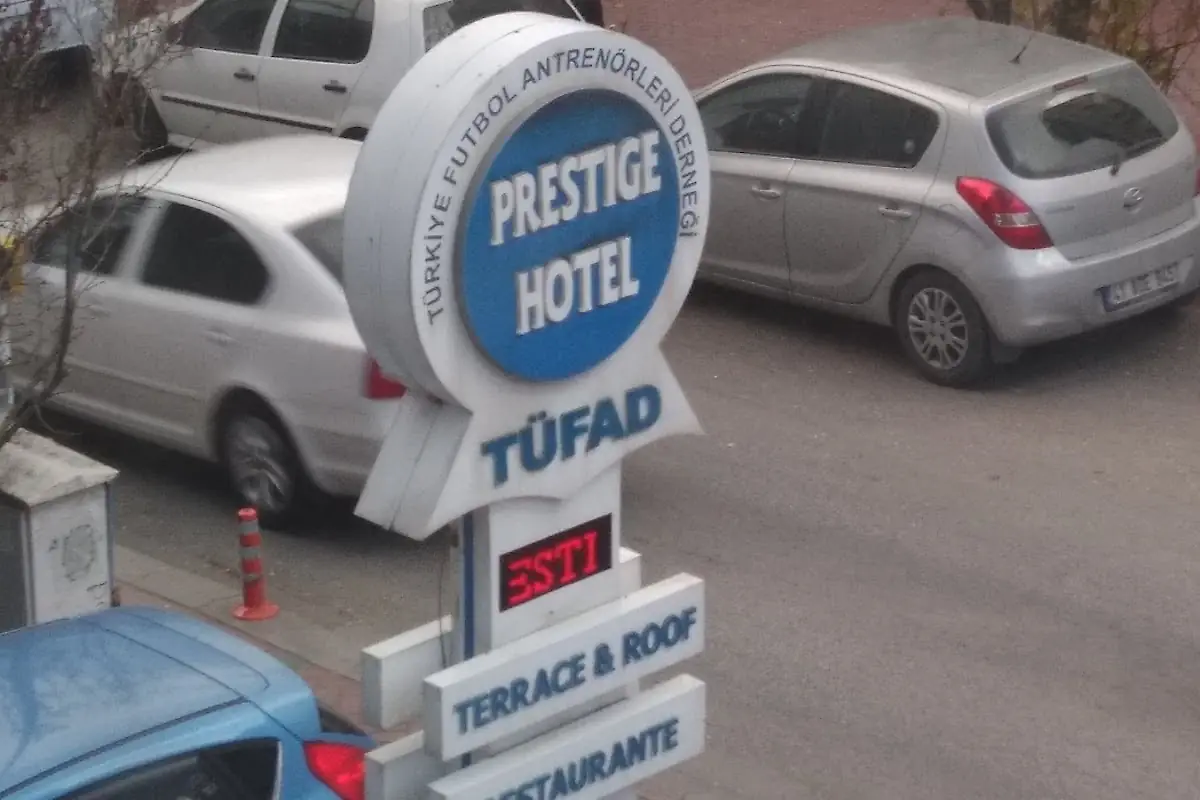 TÜRKİYE FUTBOL ANTRENÖRLERİ DERNEĞİ
PRESTIGE
HOTEL
TÜFAD
ESTI
TERRACE & ROOF
RESTAURANTE